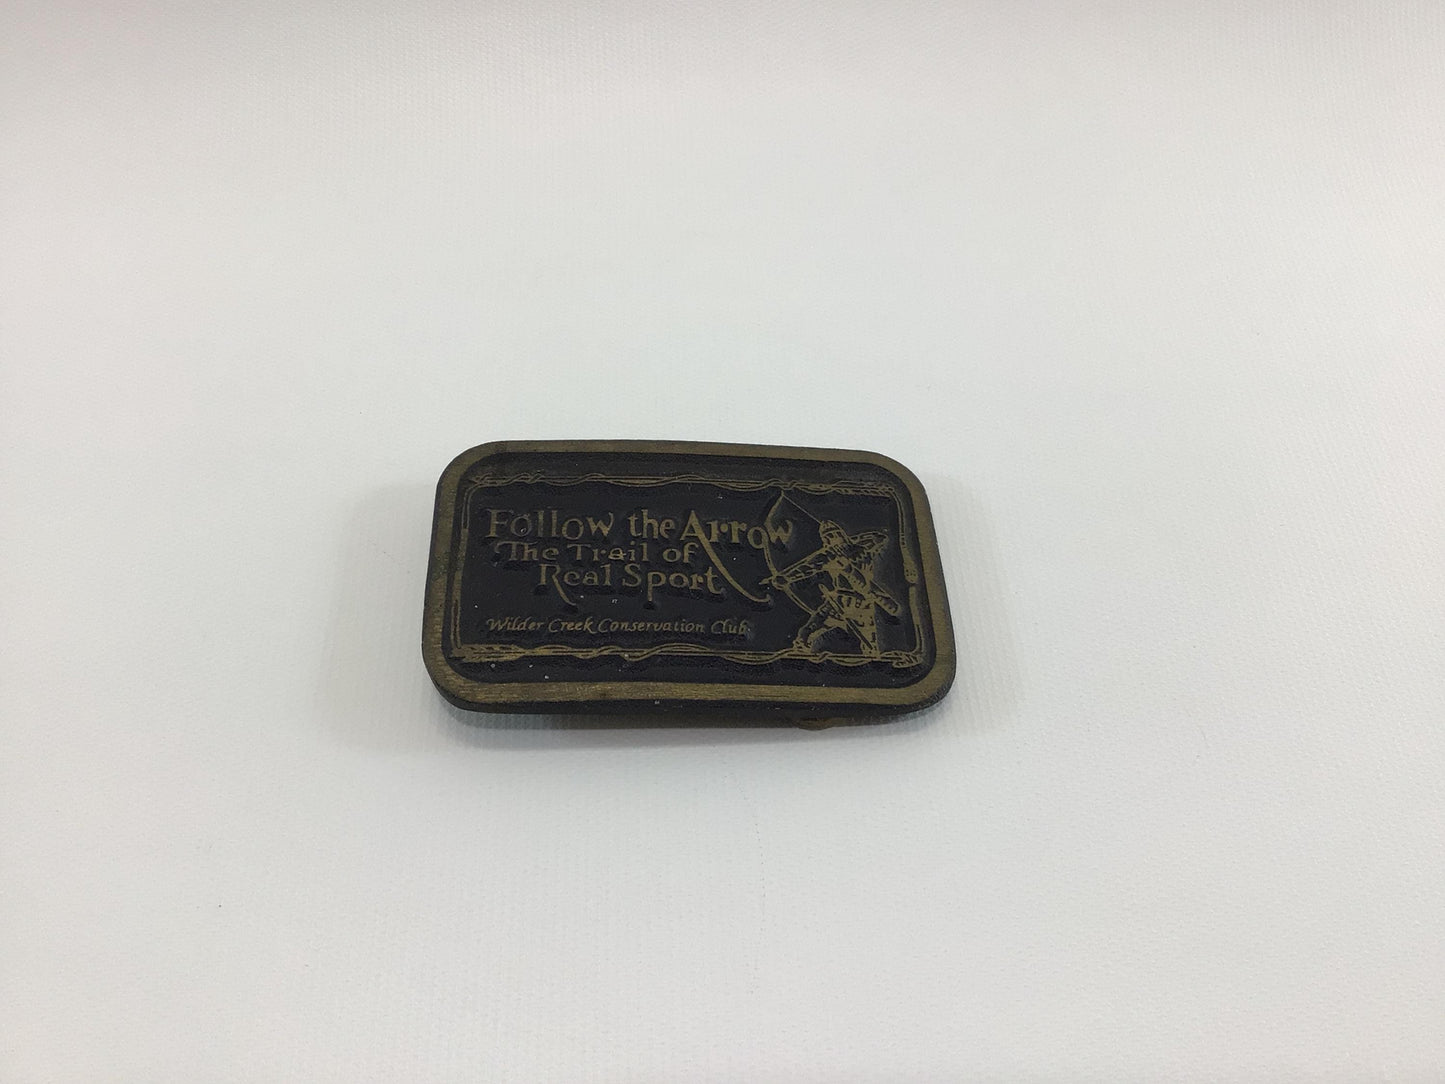 Follow the Arrow
The Trail of
Real Sport
Wilder Creek Conservation Club